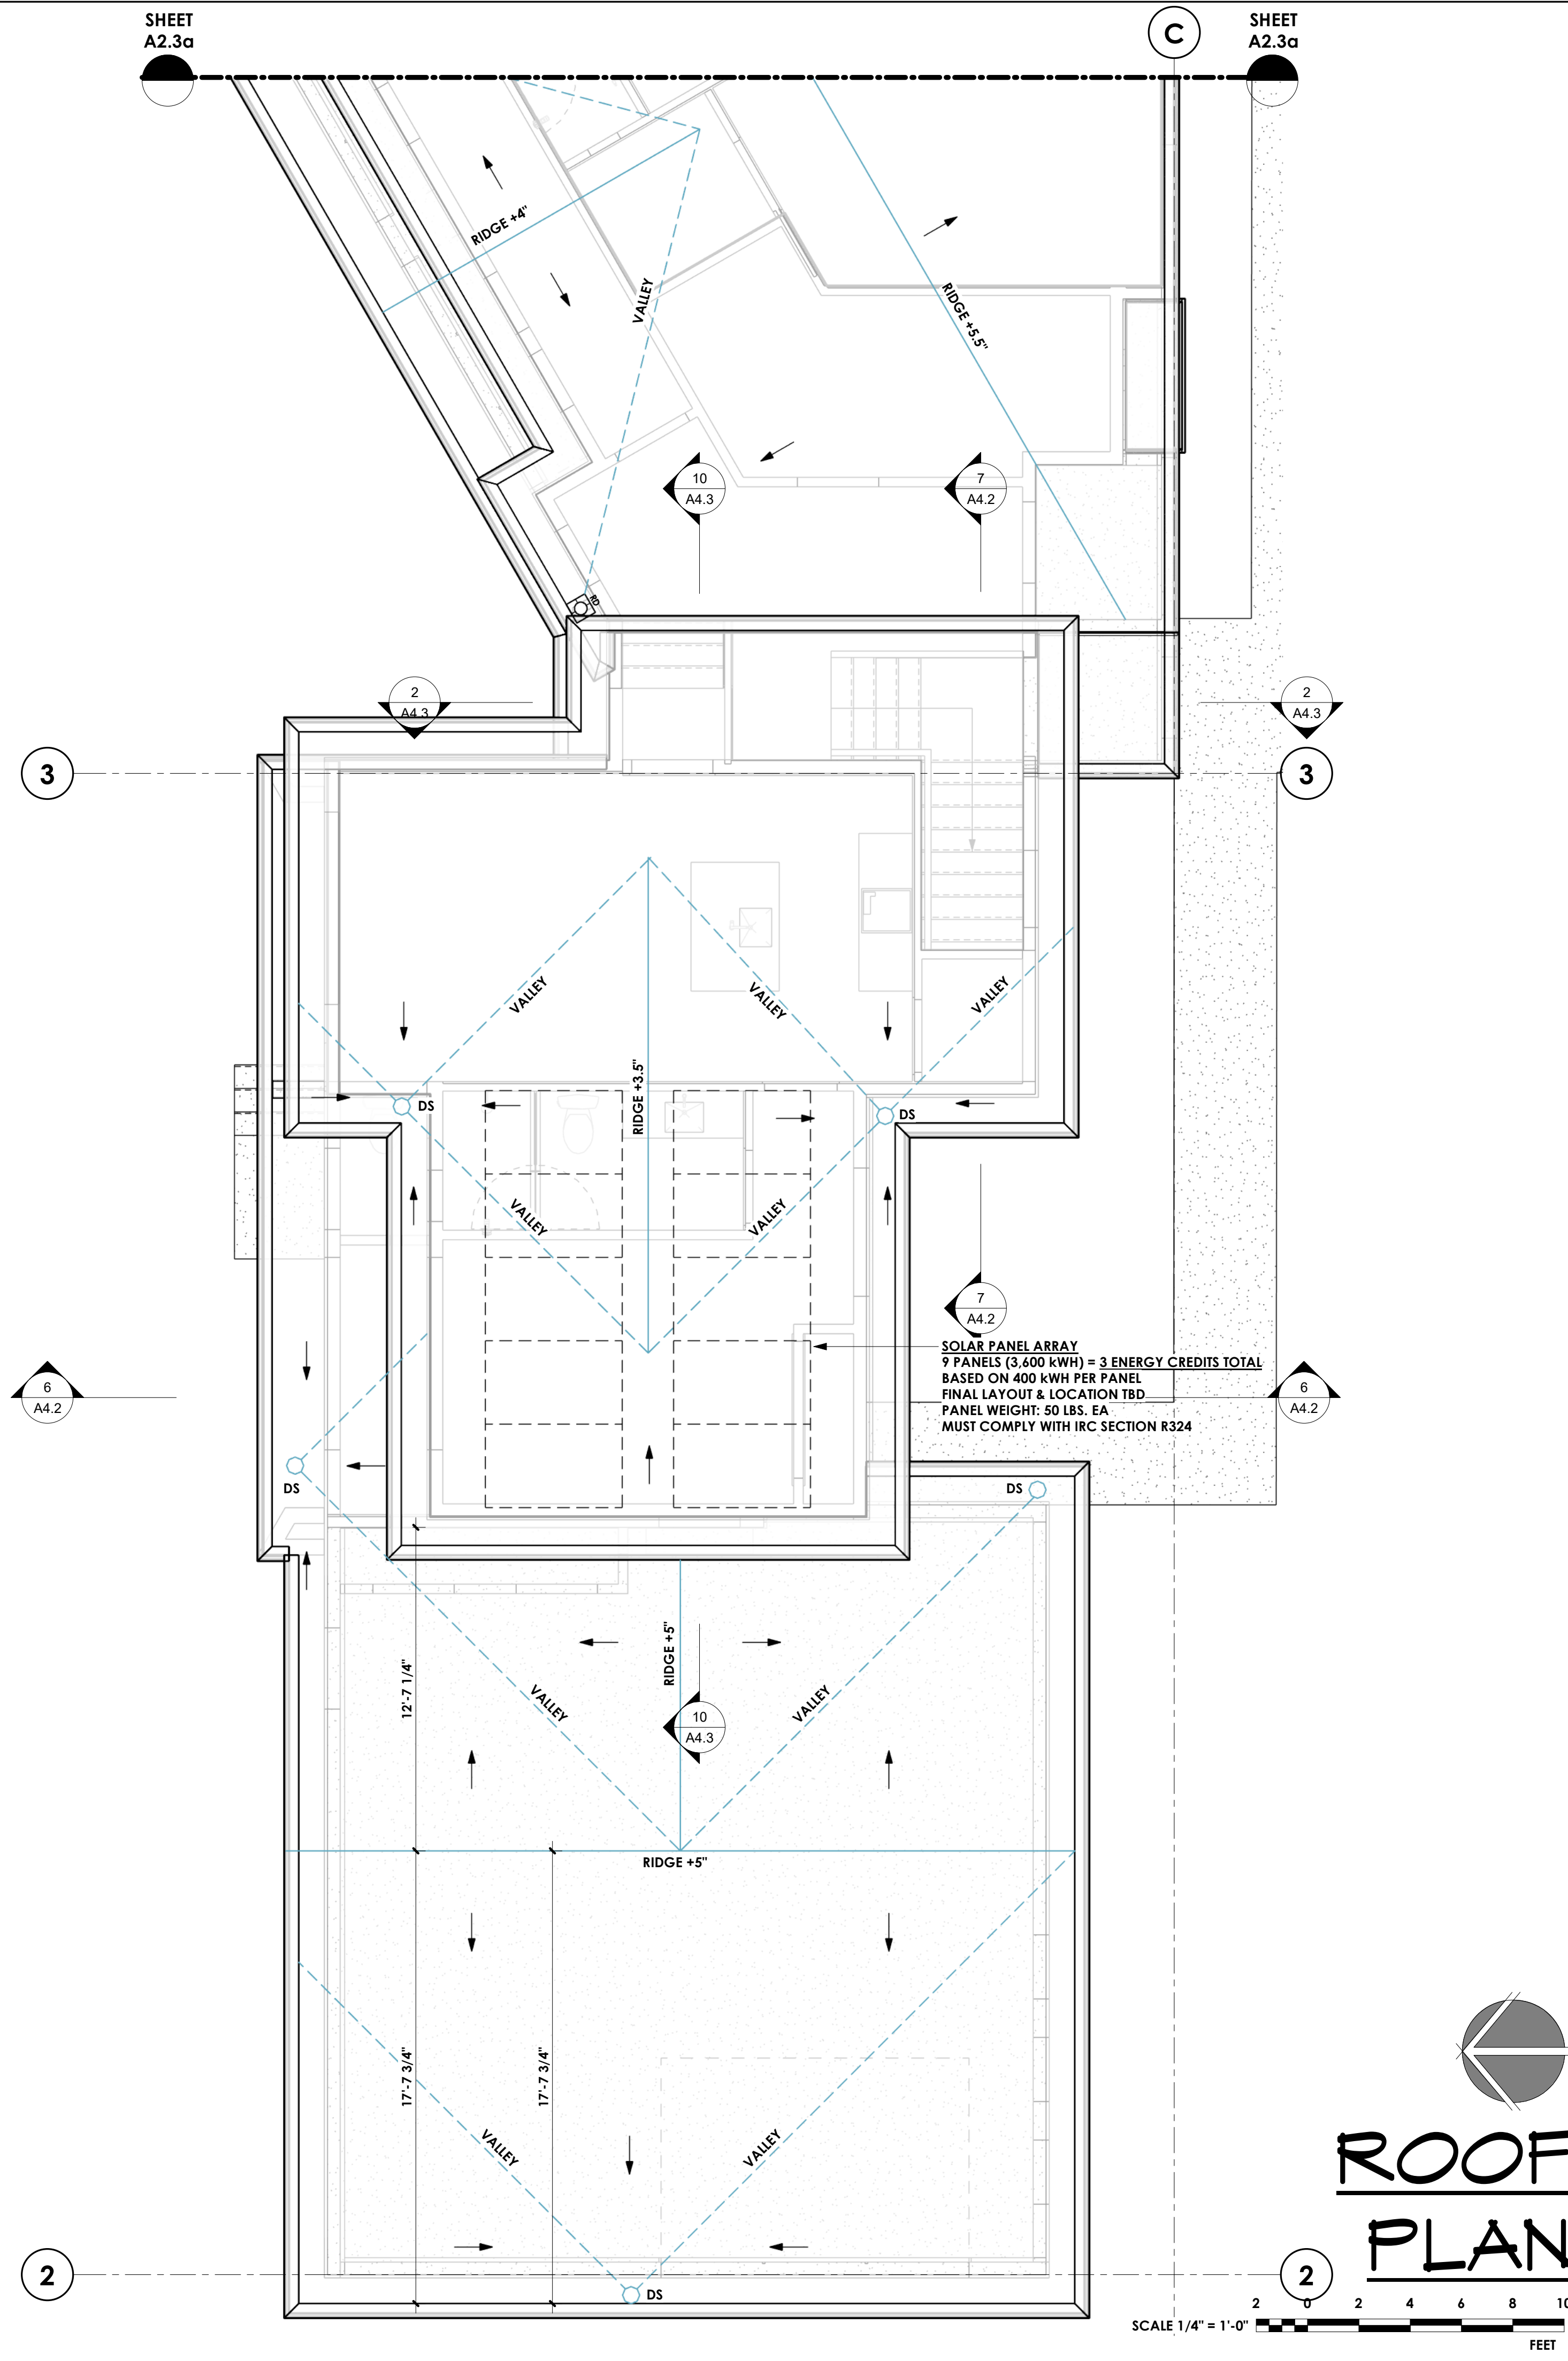 SHEET
A2.3a
C
SHEET
A2.3a
RIDGE +4"
VALLEY
RIDGE +5.5"
10
A4.3
7
A4.2
RD
2
A4.3
2
A4.3
3
3
VALLEY
VALLEY
VALLEY
RIDGE +3.5"
DS
DS
VALLEY
VALLEY
7
A4.2
SOLAR PANEL ARRAY
9 PANELS (3,600 kWH) = 3 ENERGY CREDITS TOTAL
BASED ON 400 kWH PER PANEL
FINAL LAYOUT & LOCATION TBD
PANEL WEIGHT: 50 LBS. EA
MUST COMPLY WITH IRC SECTION R324
6
A4.2
6
A4.2
DS
DS
12'-7 1/4"
RIDGE +5"
VALLEY
VALLEY
10
A4.3
RIDGE +5"
17'-7 3/4"
17'-7 3/4"
VALLEY
VALLEY
DS
2
2
ROOF
PLAN
SCALE 1/4" = 1'-0"
2 0 2 4 6 8 10
FEET